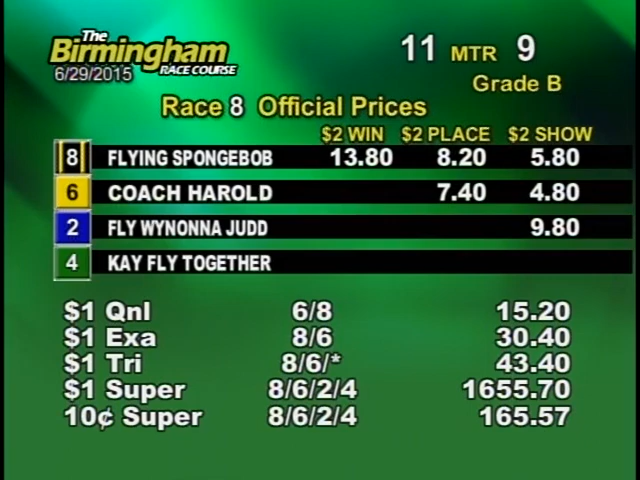 The
Birmingham
RACE COURSE
6/29/2015
11 MTR 9
Grade B
Race 8 Official Prices
$2 WIN $2 PLACE $2 SHOW
8 FLYING SPONGEBOB 13.80 8.20 5.80
6 COACH HAROLD 7.40 4.80
2 FLY WYNONNA JUDD 9.80
4 KAY FLY TOGETHER
$1 Qnl 6/8 15.20
$1 Exa 8/6 30.40
$1 Tri 8/6/* 43.40
$1 Super 8/6/2/4 1655.70
10¢ Super 8/6/2/4 165.57